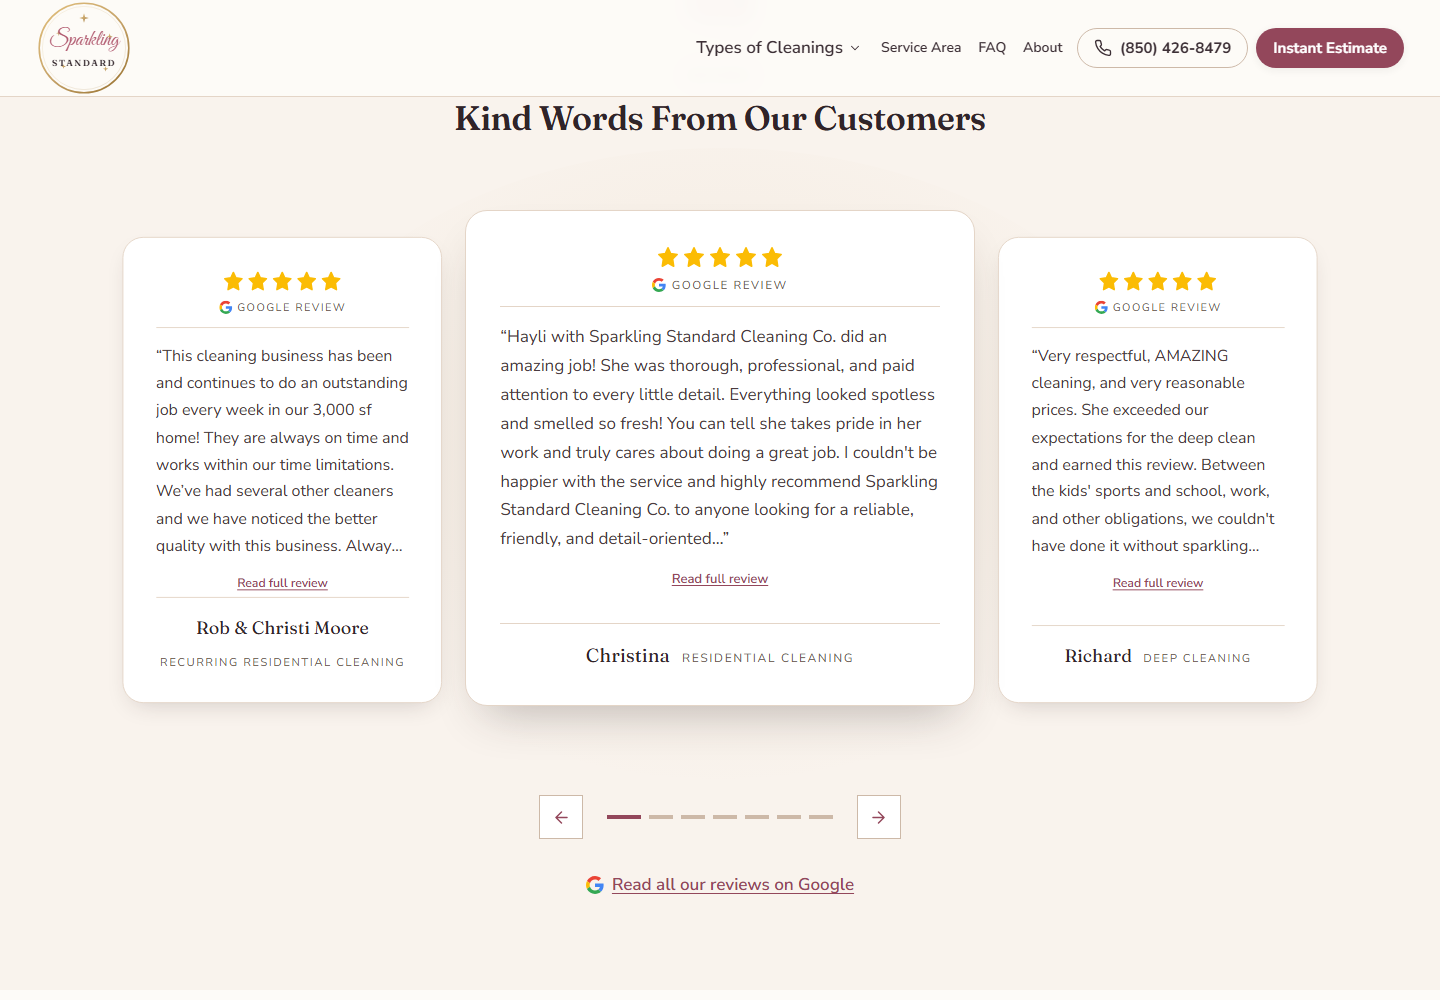 Sparkling
STANDARD
Types of Cleanings
Service Area
FAQ
About
(850) 426-8479
Instant Estimate
Kind Words From Our Customers
GOOGLE REVIEW
“This cleaning business has been
and continues to do an outstanding
job every week in our 3,000 sf
home! They are always on time and
works within our time limitations.
We’ve had several other cleaners
and we have noticed the better
quality with this business. Alway...
Read full review
Rob & Christi Moore
RECURRING RESIDENTIAL CLEANING
GOOGLE REVIEW
“Hayli with Sparkling Standard Cleaning Co. did an
amazing job! She was thorough, professional, and paid
attention to every little detail. Everything looked spotless
and smelled so fresh! You can tell she takes pride in her
work and truly cares about doing a great job. I couldn't be
happier with the service and highly recommend Sparkling
Standard Cleaning Co. to anyone looking for a reliable,
friendly, and detail-oriented...”
Read full review
Christina RESIDENTIAL CLEANING
GOOGLE REVIEW
“Very respectful, AMAZING
cleaning, and very reasonable
prices. She exceeded our
expectations for the deep clean
and earned this review. Between
the kids' sports and school, work,
and other obligations, we couldn't
have done it without sparkling...
Read full review
Richard DEEP CLEANING
Read all our reviews on Google